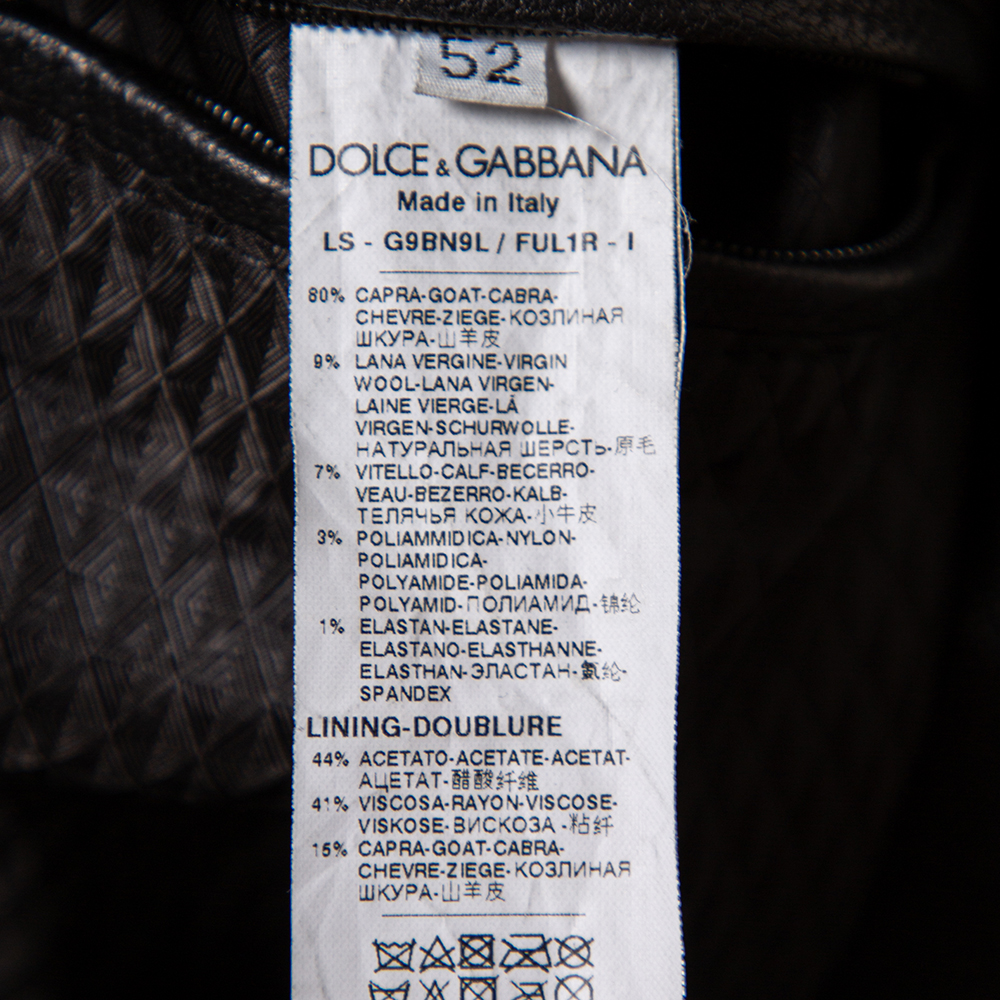 52
DOLCE & GABBANA
Made in Italy
LS - G9BN9L / FUL1R - I
80% CAPRA-GOAT-CABRA-
CHEVRE-ZIEGE-КОЗЛИНАЯ
ШКУРА-山羊皮
9% LANA VERGINE-VIRGIN
WOOL-LANA VIRGEN-
LAINE VIERGE-LÃ
VIRGEN-SCHURWOLLE-
НАТУРАЛЬНАЯ ШЕРСТЬ-原毛
7% VITELLO-CALF-BECERRO-
VEAU-BEZERRO-KALB-
ТЕЛЯЧЬЯ КОЖА-小牛皮
3% POLIAMMIDICA-NYLON-
POLIAMIDICA-
POLYAMIDE-POLIAMIDA-
POLYAMID-ПОЛИАМИД-锦纶
1% ELASTAN-ELASTANE-
ELASTANO-ELASTHANNE-
ELASTHAN-ЭЛАСТАН-氨纶-
SPANDEX
LINING-DOUBLURE
44% ACETATO-ACETATE-ACETAT-
АЦЕТАТ-醋酸纤维
41% VISCOSA-RAYON-VISCOSE-
VISKOSE-ВИСКОЗА -粘纤
15% CAPRA-GOAT-CABRA-
CHEVRE-ZIEGE-КОЗЛИНАЯ
ШКУРА-山羊皮